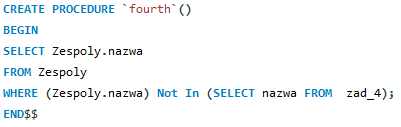 CREATE PROCEDURE `fourth`()
BEGIN
SELECT Zespoly.nazwa
FROM Zespoly
WHERE (Zespoly.nazwa) Not In (SELECT nazwa FROM  zad_4);
END$$